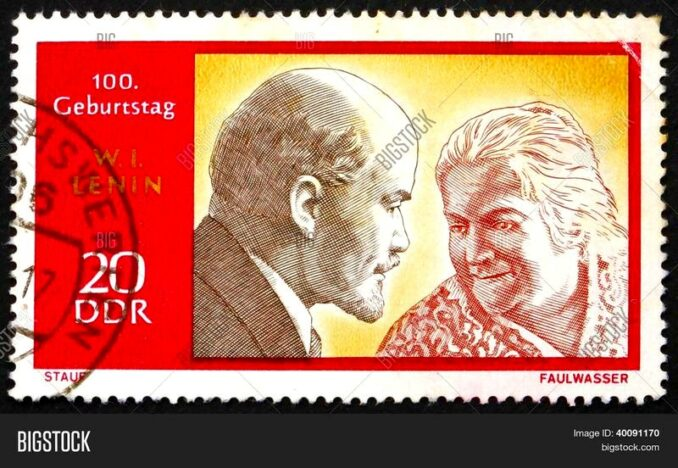 100.
Geburtstag
W.I.
LENIN
20
DDR
STAUF
FAULWASSER
BIGSTOCK
Image ID: 40091170
bigstock.com